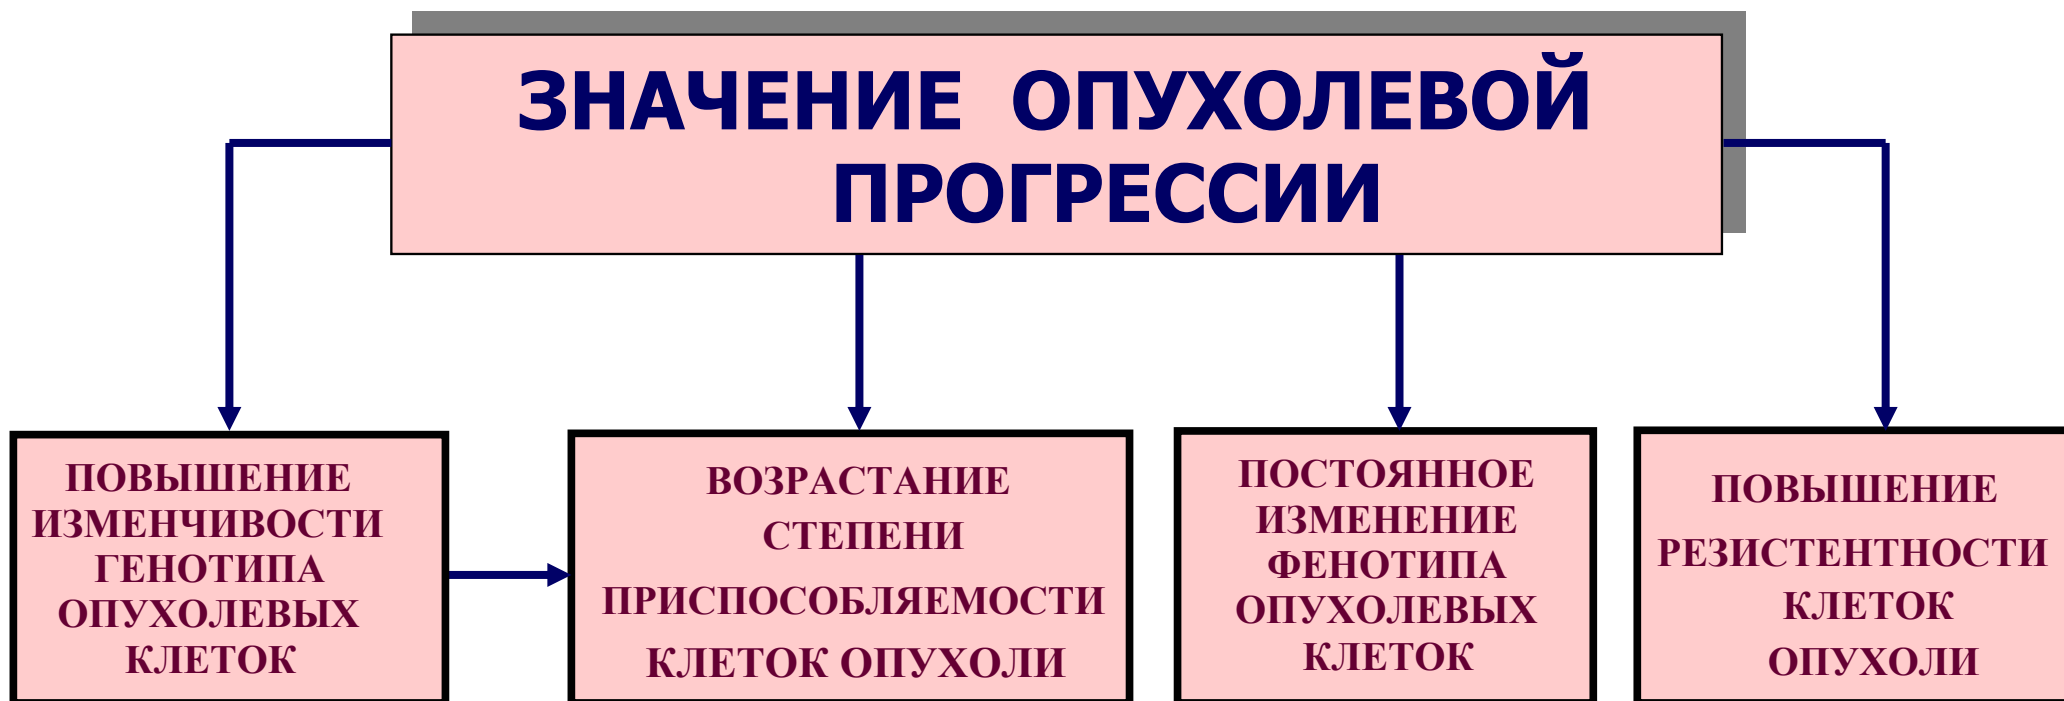 ЗНАЧЕНИЕ ОПУХОЛЕВОЙ
ПРОГРЕССИИ
ПОВЫШЕНИЕ
ИЗМЕНЧИВОСТИ
ГЕНОТИПА
ОПУХОЛЕВЫХ
КЛЕТОК
ВОЗРАСТАНИЕ
СТЕПЕНИ
ПРИСПОСОБЛЯЕМОСТИ
КЛЕТОК ОПУХОЛИ
ПОСТОЯННОЕ
ИЗМЕНЕНИЕ
ФЕНОТИПА
ОПУХОЛЕВЫХ
КЛЕТОК
ПОВЫШЕНИЕ
РЕЗИСТЕНТНОСТИ
КЛЕТОК
ОПУХОЛИ